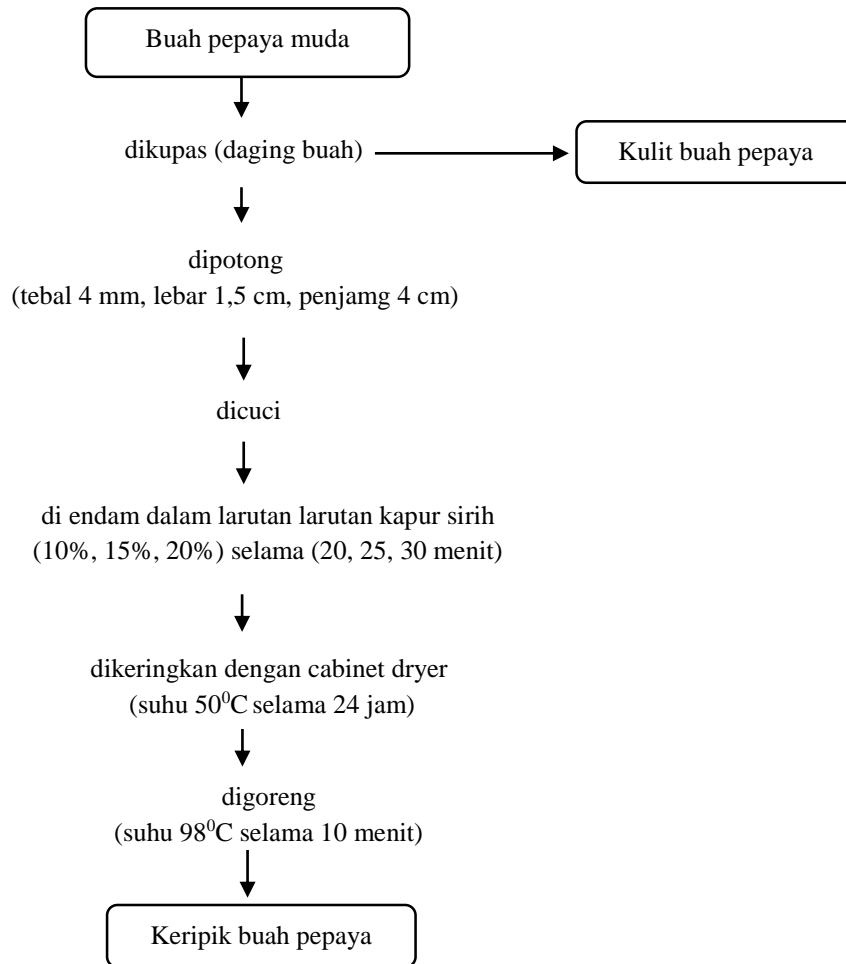 Buah pepaya muda
dikupas (daging buah)
Kulit buah pepaya
dipotong
(tebal 4 mm, lebar 1,5 cm, penjamg 4 cm)
dicuci
di endam dalam larutan larutan kapur sirih
(10%, 15%, 20%) selama (20, 25, 30 menit)
dikeringkan dengan cabinet dryer
(suhu 50⁰C selama 24 jam)
digoreng
(suhu 98⁰C selama 10 menit)
Keripik buah pepaya